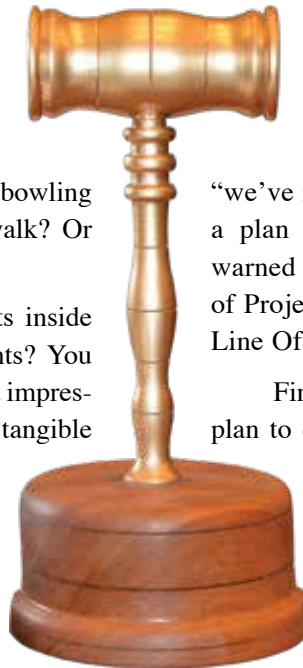 bowling
walk? Or
ts inside
nts? You
impres-
tangible
“we’ve
a plan
warned
of Proje
Line Of
Fir
plan to